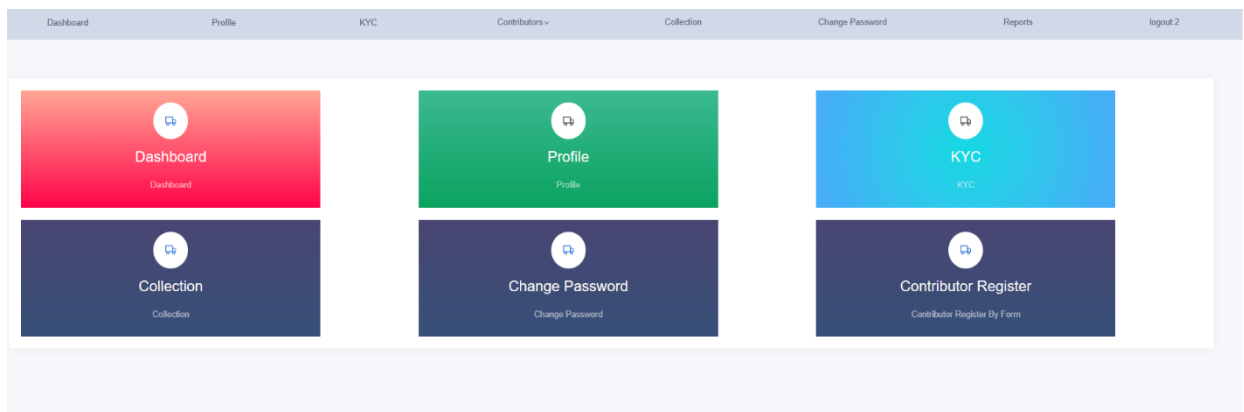 Dashboard Profile KYC Contributors Collection Change Password Reports logout:2
Dashboard
Dashboard
Profile
Profile
KYC
KYC
Collection
Collection
Change Password
Change Password
Contributor Register
Contributor Register By Form